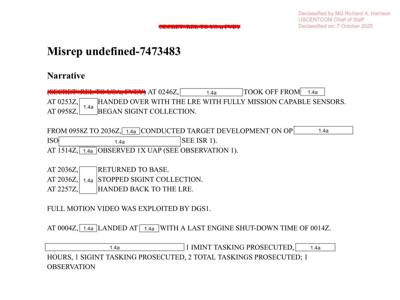 Declassified by MG Richard A. Harrison
USCENTCOM Chief of Staff
Declassified on: 7 October 2025
Misrep undefined-7473483
Narrative
AT 0246Z, 1.4a TOOK OFF FROM 1.4a
AT 0253Z, HANDED OVER WITH THE LRE WITH FULLY MISSION CAPABLE SENSORS.
1.4a
AT 0958Z, BEGAN SIGINT COLLECTION.
FROM 0958Z TO 2036Z, 1.4a CONDUCTED TARGET DEVELOPMENT ON OP 1.4a
ISO 1.4a SEE ISR 1).
AT 1514Z, 1.4a OBSERVED 1X UAP (SEE OBSERVATION 1).
AT 2036Z, RETURNED TO BASE.
AT 2036Z, 1.4a STOPPED SIGINT COLLECTION.
AT 2257Z, HANDED BACK TO THE LRE.
FULL MOTION VIDEO WAS EXPLOITED BY DGS1.
AT 0004Z, 1.4a LANDED AT 1.4a WITH A LAST ENGINE SHUT-DOWN TIME OF 0014Z.
1.4a 1 IMINT TASKING PROSECUTED, 1.4a
HOURS, 1 SIGINT TASKING PROSECUTED, 2 TOTAL TASKINGS PROSECUTED; 1
OBSERVATION